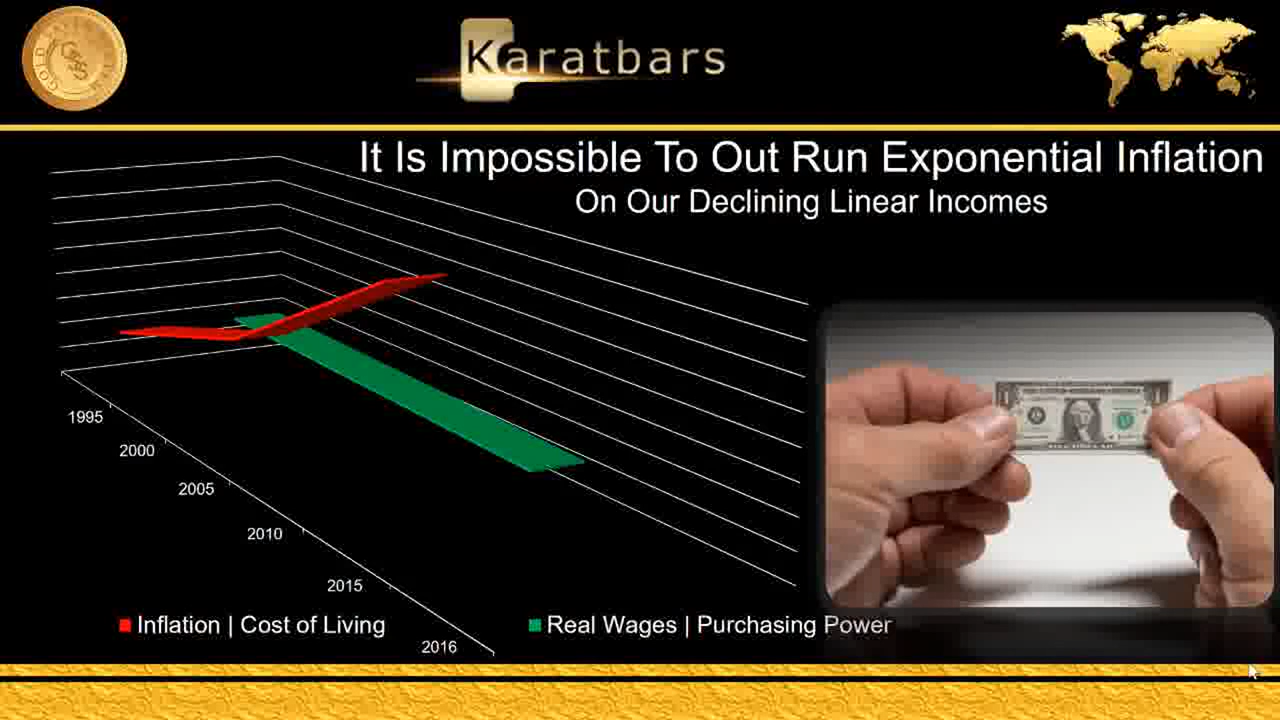 Karatbars
It Is Impossible To Out Run Exponential Inflation
On Our Declining Linear Incomes
1995
2000
2005
2010
2015
2016
Inflation | Cost of Living
Real Wages | Purchasing Power